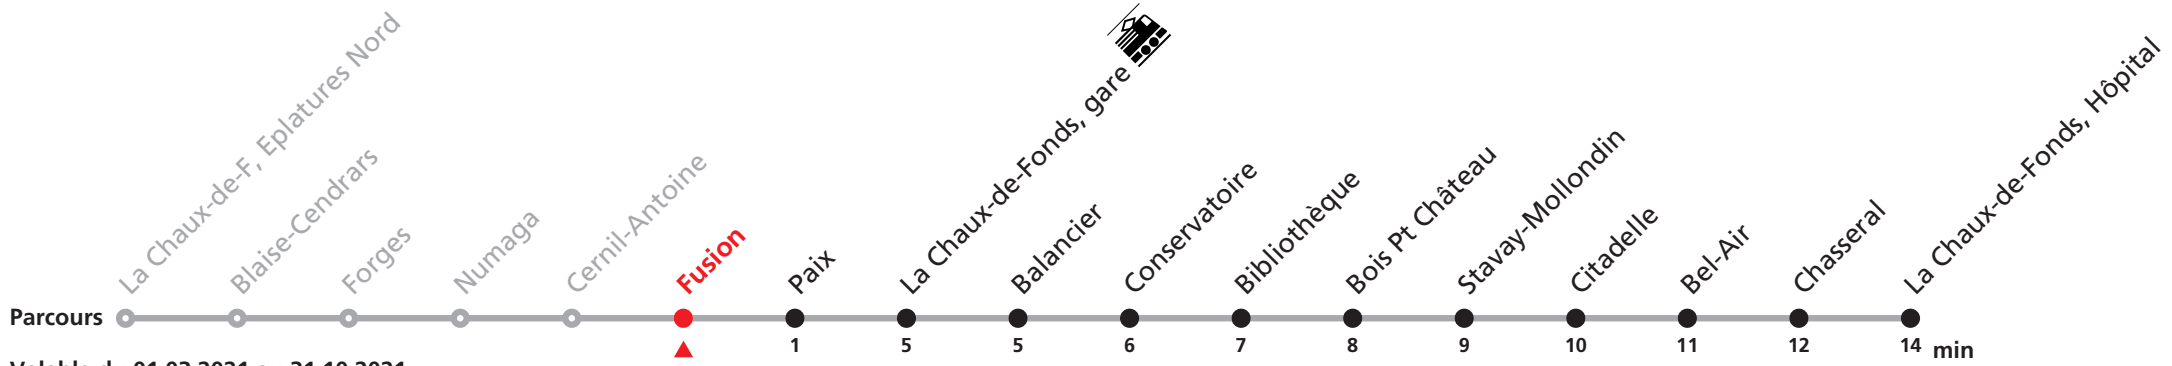 La Chaux-de-F, Eplatures Nord
Blaise-Cendrars
Forges
Numaga
Cernil-Antoine
Fusion
Paix
La Chaux-de-Fonds, gare
Balancier
Conservatoire
Bibliothèque
Bois Pt Château
Stavay-Mollondin
Citadelle
Bel-Air
Chasseral
La Chaux-de-Fonds, Hôpital
Parcours
1 5 5 6 7 8 9 10 11 12 14 min